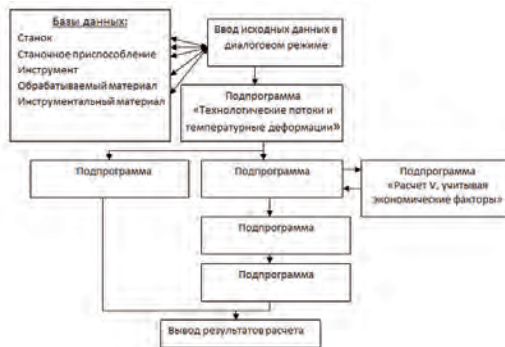 Базы данных:
Станок
Станочное приспособление
Инструмент
Обрабатываемый материал
Инструментальный материал
Ввод исходных данных в
диалоговом режиме
Подпрограмма
«Технологические потоки и
температурные деформации»
Подпрограмма
Подпрограмма
Подпрограмма
«Расчет V, учитывая
экономические факторы»
Подпрограмма
Подпрограмма
Вывод результатов расчета